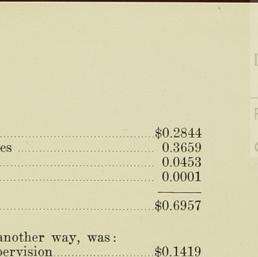 $0.2844
es 0.3659
0.0453
0.0001
$0.6957
another way, was:
pervision $0.1419